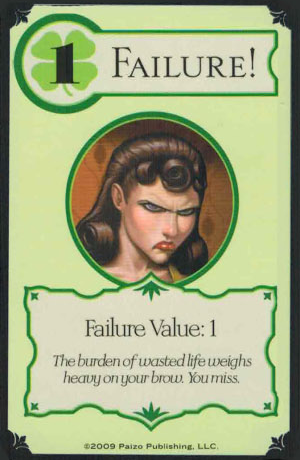 1 FAILURE!
Failure Value: 1
The burden of wasted life weighs
heavy on your brow. You miss.
©2009 Paizo Publishing, LLC.